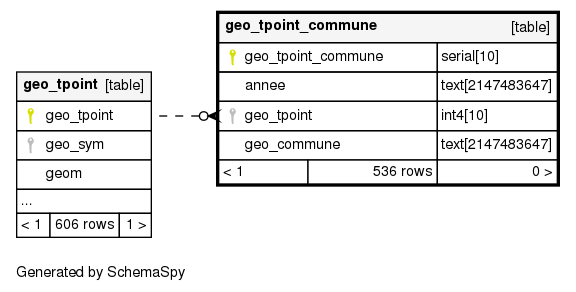 geo_tpoint_commune [table]
geo_tpoint_commune serial[10]
annee text[2147483647]
geo_tpoint int4[10]
geo_commune text[2147483647]
< 1 536 rows 0 >
geo_tpoint [table]
geo_tpoint
geo_sym
geom
...
< 1 606 rows 1 >
Generated by SchemaSpy